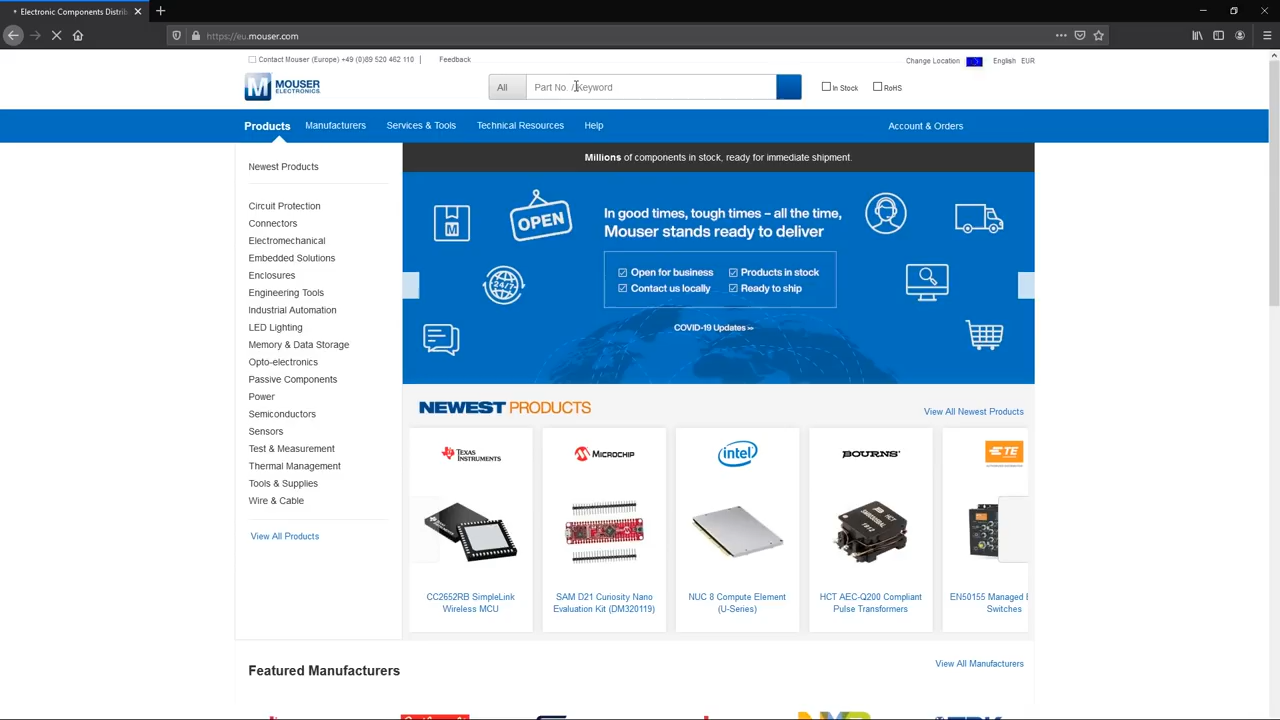 Electronic Components Distrib
https://eu.mouser.com
Contact Mouser (Europe) +49 (0)89 520 462 110 | Feedback
Change Location English EUR
M MOUSER ELECTRONICS
All Part No. / Keyword
In Stock RoHS
Products Manufacturers Services & Tools Technical Resources Help Account & Orders
Newest Products
Circuit Protection
Connectors
Electromechanical
Embedded Solutions
Enclosures
Engineering Tools
Industrial Automation
LED Lighting
Memory & Data Storage
Opto-electronics
Passive Components
Power
Semiconductors
Sensors
Test & Measurement
Thermal Management
Tools & Supplies
Wire & Cable
View All Products
Millions of components in stock, ready for immediate shipment.
M
OPEN
24/7
In good times, tough times – all the time,
Mouser stands ready to deliver
Open for business Products in stock
Contact us locally Ready to ship
COVID-19 Updates >>
NEWEST PRODUCTS
View All Newest Products
TEXAS INSTRUMENTS
MICROCHIP
intel
BOURNS
TE
CC2652RB SimpleLink
Wireless MCU
SAM D21 Curiosity Nano
Evaluation Kit (DM320119)
NUC 8 Compute Element
(U-Series)
HCT AEC-Q200 Compliant
Pulse Transformers
EN50155 Managed
Switches
Featured Manufacturers
View All Manufacturers